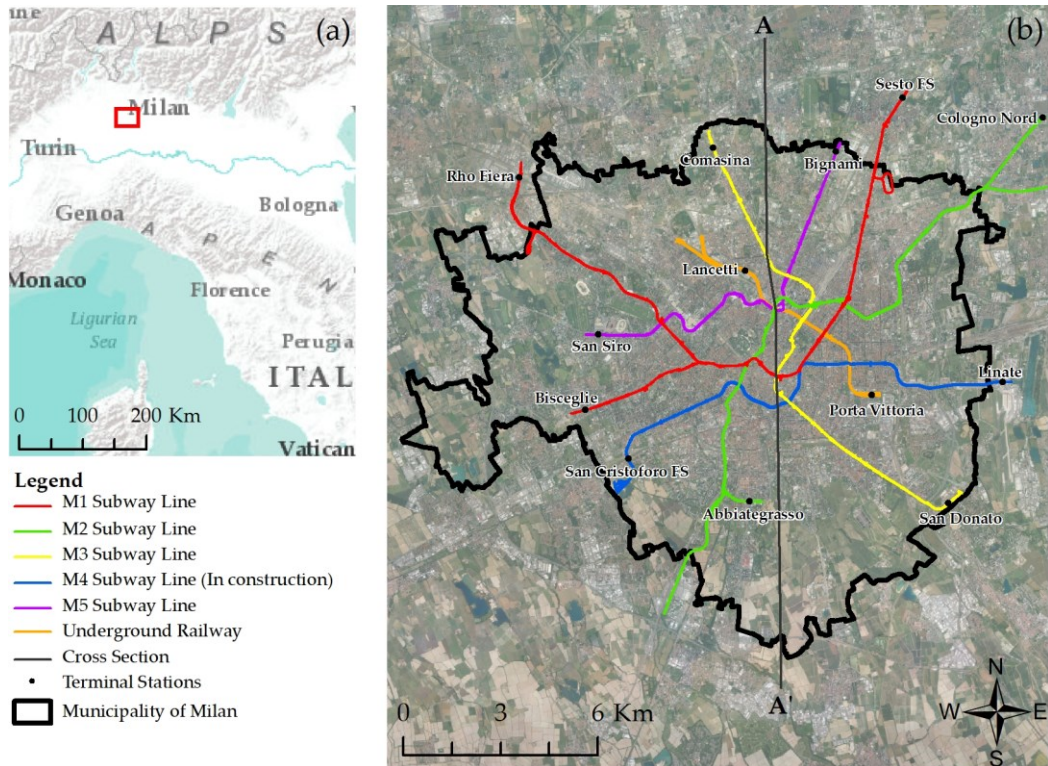 ine
ALPS
(a)
Milan
Turin
Genoa
Bologna
APEN
Monaco
Florence
Ligurian
Sea
Perugia
ITAL
0 100 200 Km
Vatican
Legend
M1 Subway Line
M2 Subway Line
M3 Subway Line
M4 Subway Line (In construction)
M5 Subway Line
Underground Railway
Cross Section
Terminal Stations
Municipality of Milan
A
(b)
Sesto FS
Cologno Nord
Comasina
Bignami
Rho Fiera
Lancetti
San Siro
Linate
Bisceglie
Porta Vittoria
San Cristoforo FS
Abbiategrasso
San Donato
A'
0 3 6 Km
N
W E
S